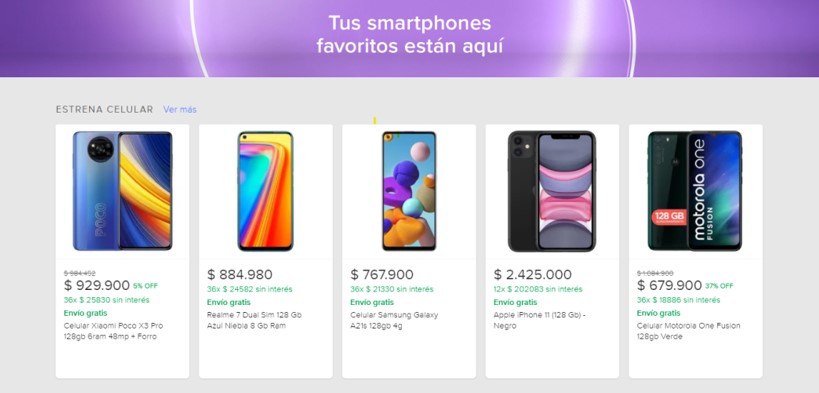 Tus smartphones
favoritos están aquí
ESTRENA CELULAR Ver más
POCO
128 GB
motorola one
FUSION
$ 984.452
$ 929.900 5% OFF
36x $ 25830 sin interés
Envío gratis
Celular Xiaomi Poco X3 Pro
128gb 6ram 48mp + Forro
$ 884.980
36x $ 24582 sin interés
Envío gratis
Realme 7 Dual Sim 128 Gb
Azul Niebla 8 Gb Ram
$ 767.900
36x $ 21330 sin interés
Envío gratis
Celular Samsung Galaxy
A21s 128gb 4g
$ 2.425.000
12x $ 202083 sin interés
Envío gratis
Apple iPhone 11 (128 Gb) -
Negro
$ 1.084.900
$ 679.900 37% OFF
36x $ 18886 sin interés
Envío gratis
Celular Motorola One Fusion
128gb Verde